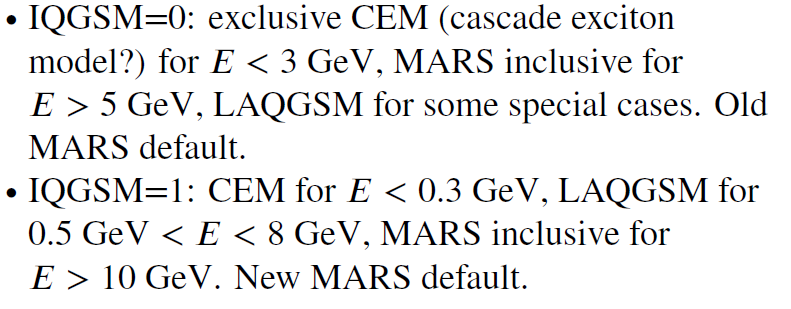 • IQGSM=0: exclusive CEM (cascade exciton
model?) for E < 3 GeV, MARS inclusive for
E > 5 GeV, LAQGSM for some special cases. Old
MARS default.
• IQGSM=1: CEM for E < 0.3 GeV, LAQGSM for
0.5 GeV < E < 8 GeV, MARS inclusive for
E > 10 GeV. New MARS default.